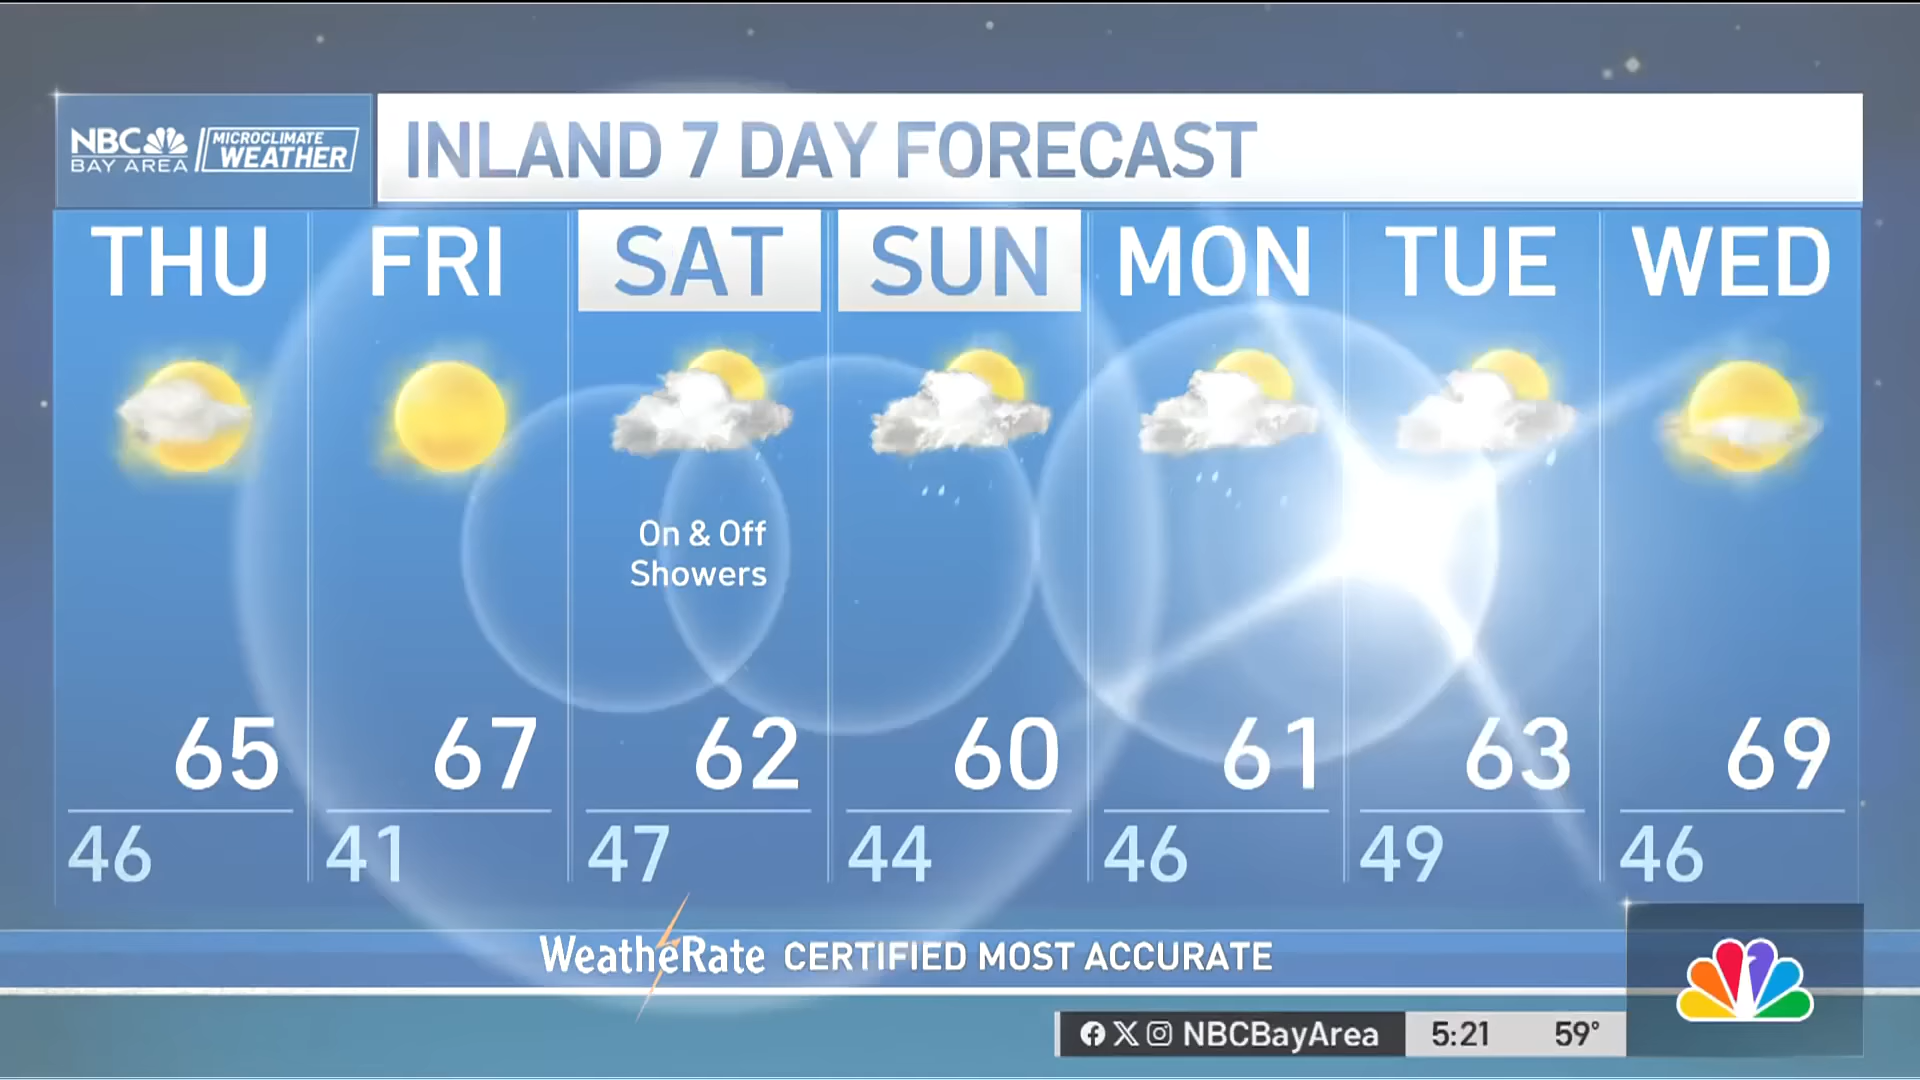 NBC BAY AREA
MICROCLIMATE WEATHER
INLAND 7 DAY FORECAST
THU FRI SAT SUN MON TUE WED
On & Off
Showers
65 67 62 60 61 63 69
46 41 47 44 46 49 46
WeatheRate CERTIFIED MOST ACCURATE
NBCBayArea 5:21 59°